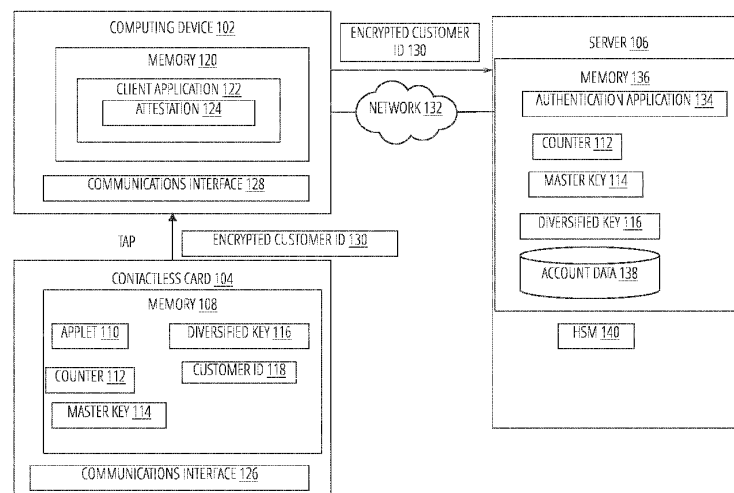 COMPUTING DEVICE 102
MEMORY 120
CLIENT APPLICATION 122
ATTESTATION 124
COMMUNICATIONS INTERFACE 128
ENCRYPTED CUSTOMER
ID 130
NETWORK 132
SERVER 106
MEMORY 136
AUTHENTICATION APPLICATION 134
COUNTER 112
MASTER KEY 114
DIVERSIFIED KEY 116
ACCOUNT DATA 138
HSM 140
TAP
ENCRYPTED CUSTOMER ID 130
CONTACTLESS CARD 104
MEMORY 108
APPLET 110
DIVERSIFIED KEY 116
COUNTER 112
CUSTOMER ID 118
MASTER KEY 114
COMMUNICATIONS INTERFACE 126